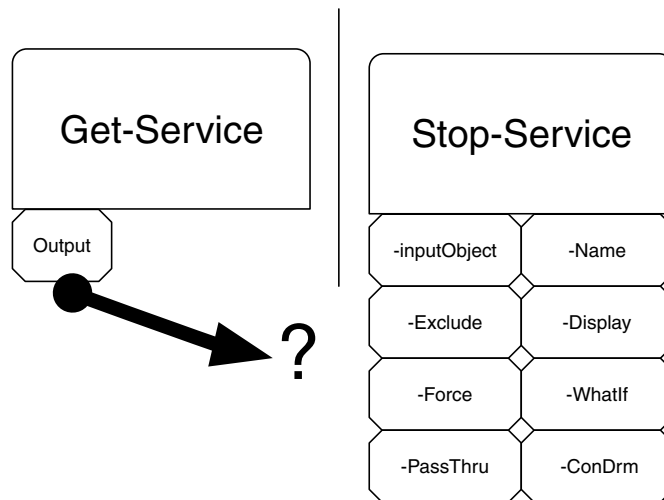 Get-Service
Output
?
Stop-Service
-inputObject
-Name
-Exclude
-Display
-Force
-WhatIf
-PassThru
-ConDrm